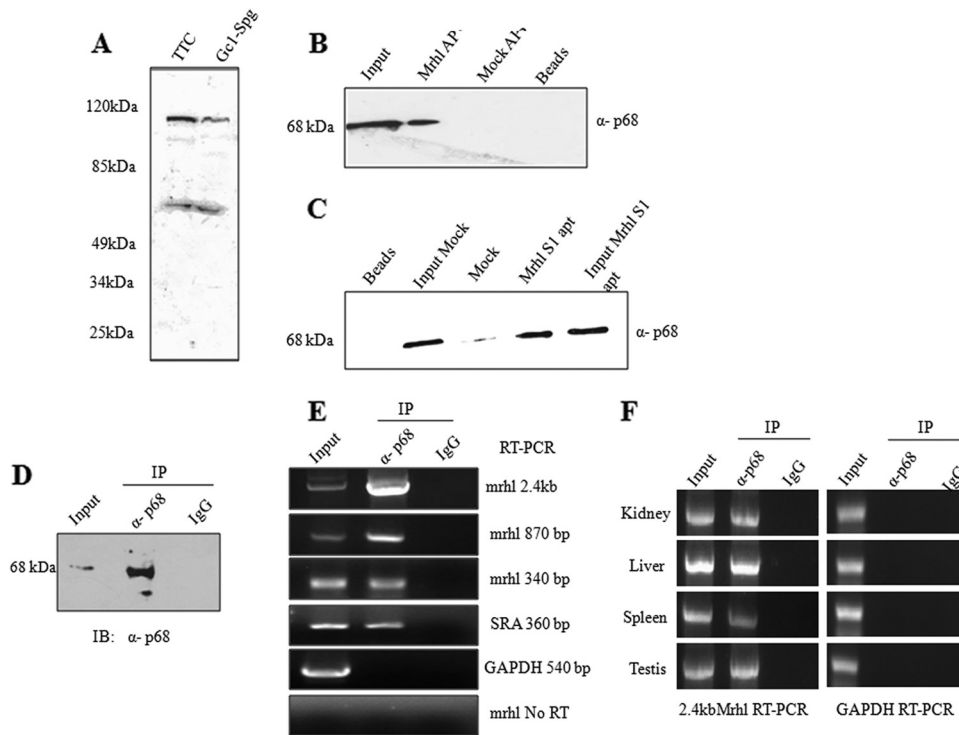 A
TTC
Gc1-Spg
120kDa
85kDa
49kDa
34kDa
25kDa
B
Input
Mrhl AP
Mock
Beads
68 kDa
α- p68
C
Beads
Input Mock
Mock
Mrhl S1 apt
Input Mrhl S1
apt
68 kDa
α- p68
D
IP
Input
α- p68
IgG
68 kDa
IB: α- p68
E
IP
Input
α- p68
IgG
RT-PCR
mrhl 2.4kb
mrhl 870 bp
mrhl 340 bp
SRA 360 bp
GAPDH 540 bp
mrhl No RT
F
IP
IP
Input
α-p68
IgG
Input
α-p68
IgG
Kidney
Liver
Spleen
Testis
2.4kbMrhl RT-PCR
GAPDH RT-PCR